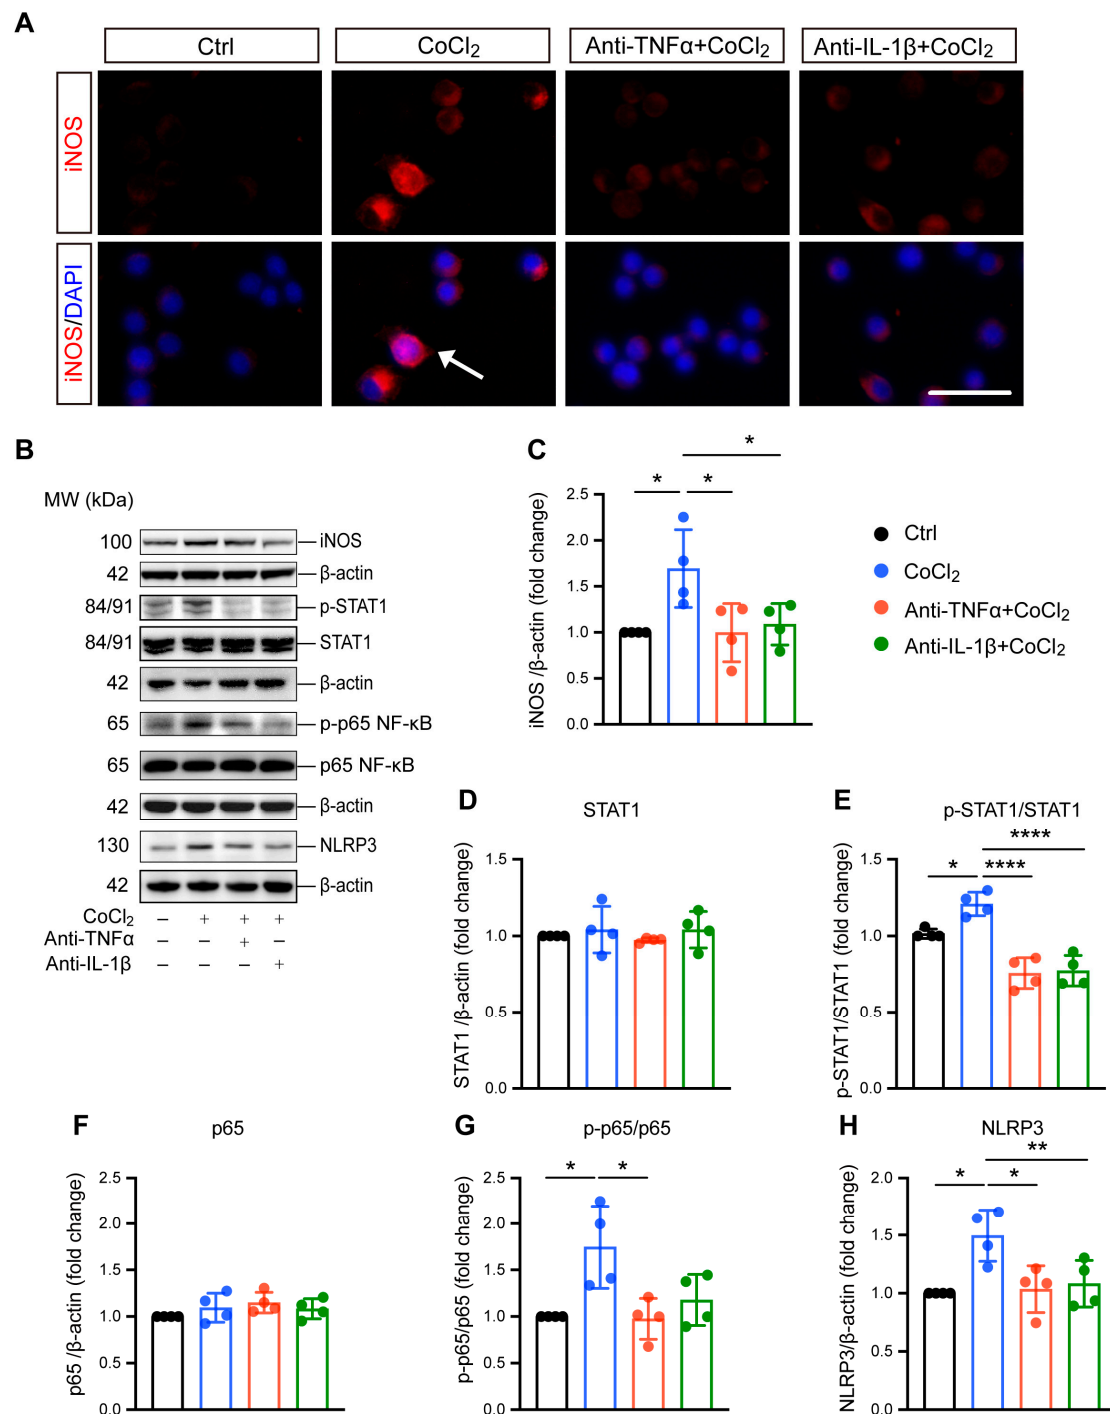 A
Ctrl
CoCl2
Anti-TNFα+CoCl2
Anti-IL-1β+CoCl2
iNOS
iNOS/DAPI
B
MW (kDa)
100
iNOS
42
β-actin
84/91
p-STAT1
84/91
STAT1
42
β-actin
65
p-p65 NF-κB
65
p65 NF-κB
42
β-actin
130
NLRP3
42
β-actin
CoCl2 − + + +
Anti-TNFα − − + −
Anti-IL-1β − − − +
C
*
* *
2.5
2.0
1.5
1.0
0.5
0.0
iNOS /β-actin (fold change)
Ctrl
CoCl2
Anti-TNFα+CoCl2
Anti-IL-1β+CoCl2
D
STAT1
1.5
1.0
0.5
0.0
STAT1 /β-actin (fold change)
E
p-STAT1/STAT1
****
* ****
1.5
1.0
0.5
0.0
p-STAT1/STAT1 (fold change)
F
p65
2.5
2.0
1.5
1.0
0.5
0.0
p65 /β-actin (fold change)
G
p-p65/p65
* *
2.5
2.0
1.5
1.0
0.5
0.0
p-p65/p65 (fold change)
H
NLRP3
**
* *
2.0
1.5
1.0
0.5
0.0
NLRP3/β-actin (fold change)